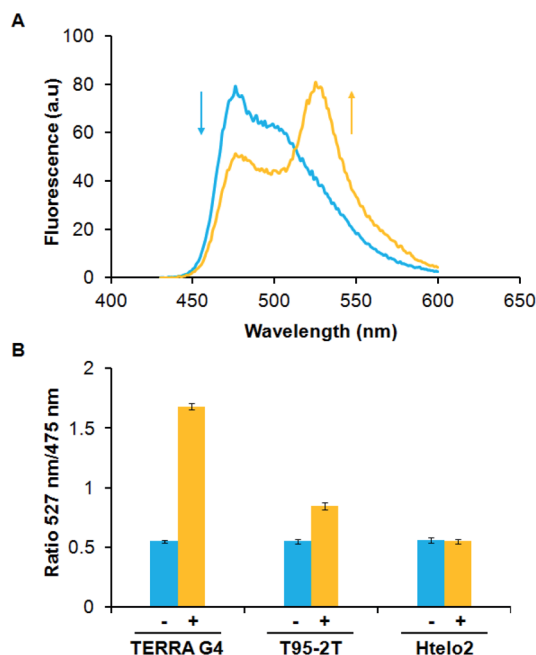 A
Fluorescence (a.u)
100
80
60
40
20
0
400 450 500 550 600 650
Wavelength (nm)
B
Ratio 527 nm/475 nm
2
1.5
1
0.5
0
- + - + - +
TERRA G4 T95-2T Htelo2